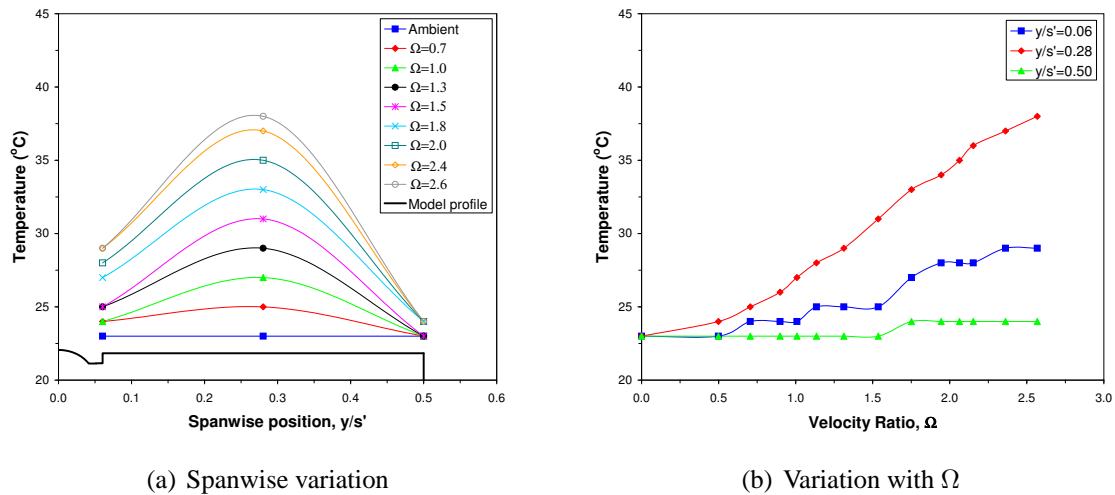 45
40
35
30
25
20
0.0 0.1 0.2 0.3 0.4 0.5 0.6
Temperature (°C)
Spanwise position, y/s'
Ambient
Ω=0.7
Ω=1.0
Ω=1.3
Ω=1.5
Ω=1.8
Ω=2.0
Ω=2.4
Ω=2.6
Model profile
(a) Spanwise variation
45
40
35
30
25
20
0.0 0.5 1.0 1.5 2.0 2.5 3.0
Temperature (°C)
Velocity Ratio, Ω
y/s'=0.06
y/s'=0.28
y/s'=0.50
(b) Variation with Ω